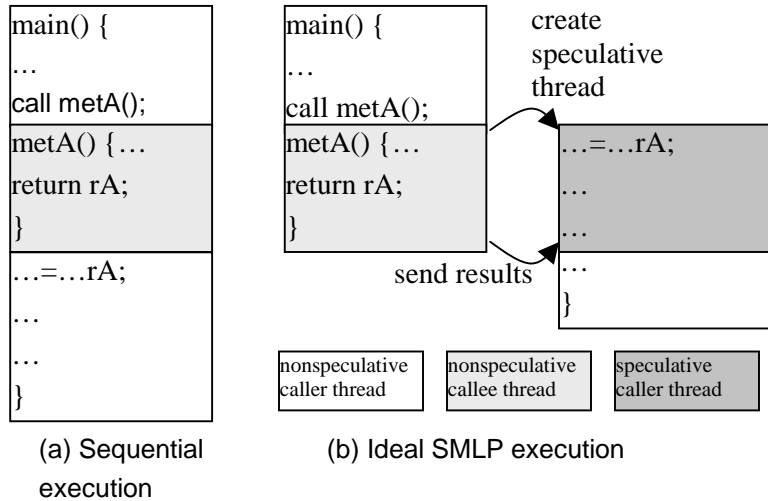 main() {
…
call metA();
metA() {…
return rA;
}
…=…rA;
…
…
}
(a) Sequential
execution
main() {
…
call metA();
metA() {…
return rA;
}
create
speculative
thread
…=…rA;
…
…
…
}
send results
nonspeculative
caller thread
nonspeculative
callee thread
speculative
caller thread
(b) Ideal SMLP execution